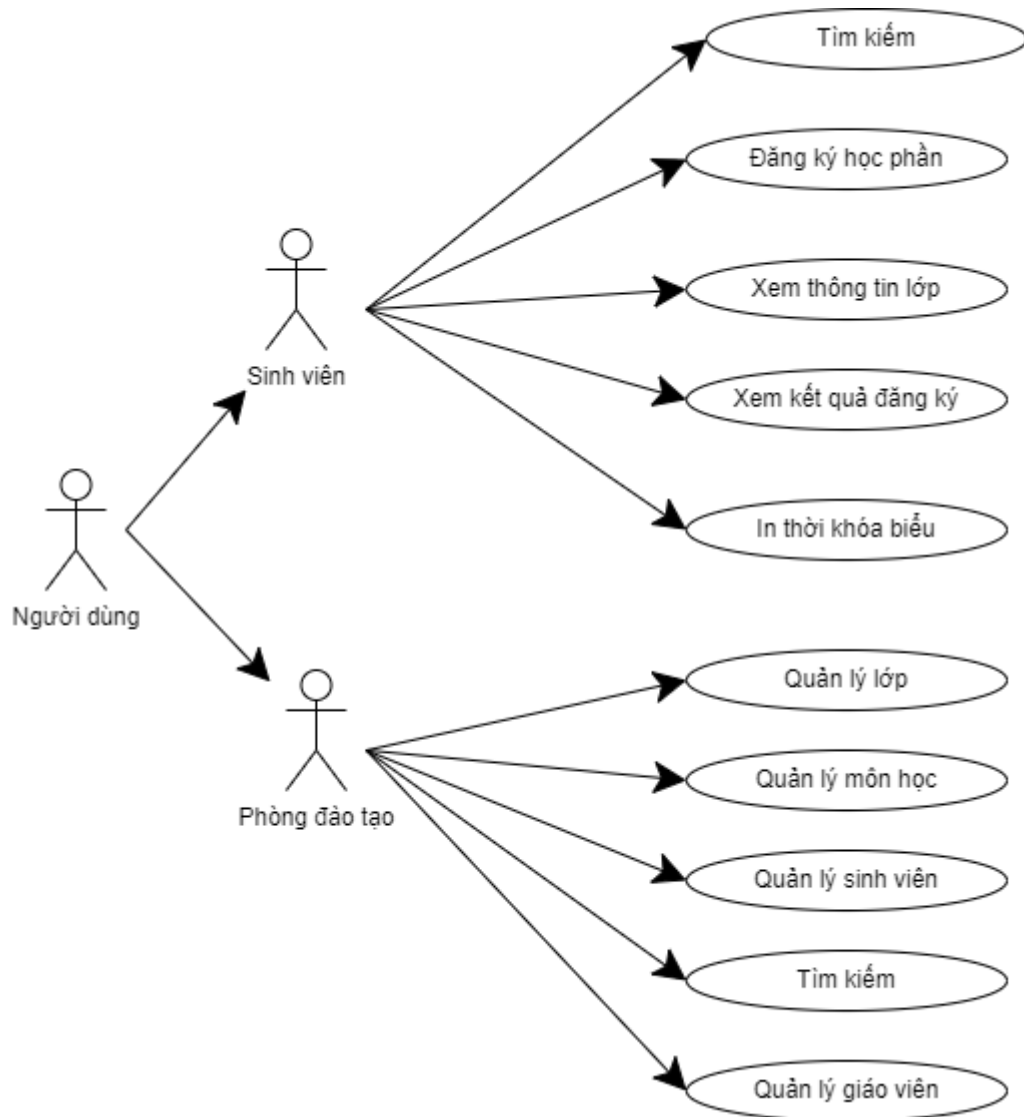 Tìm kiếm
Đăng ký học phần
Xem thông tin lớp
Sinh viên
Xem kết quả đăng ký
In thời khóa biểu
Người dùng
Quản lý lớp
Quản lý môn học
Phòng đào tạo
Quản lý sinh viên
Tìm kiếm
Quản lý giáo viên